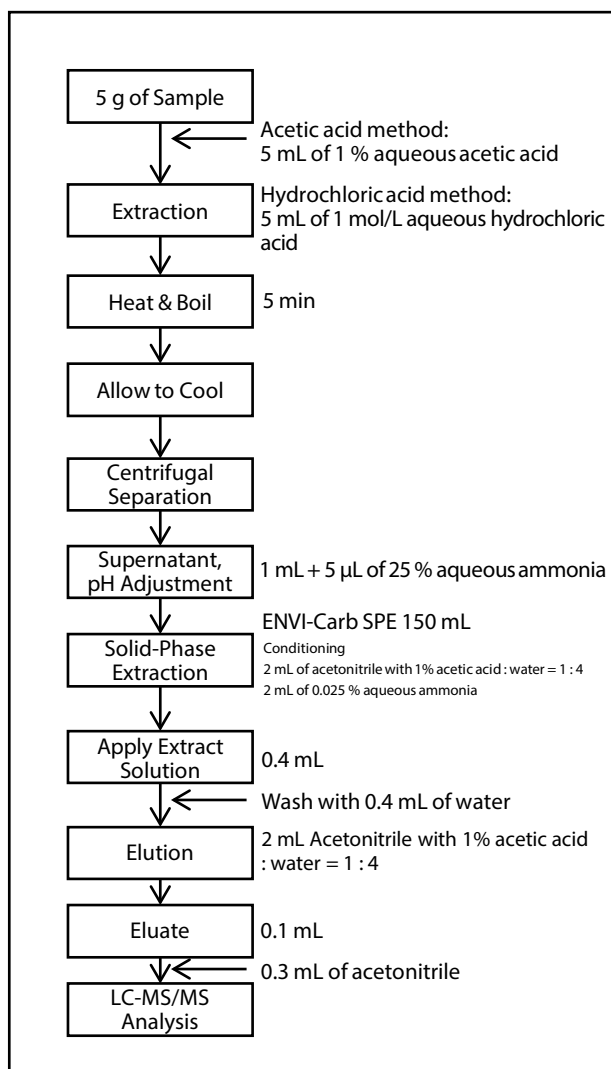 5 g of Sample
Acetic acid method:
5 mL of 1 % aqueous acetic acid
Extraction
Hydrochloric acid method:
5 mL of 1 mol/L aqueous hydrochloric
acid
Heat & Boil
5 min
Allow to Cool
Centrifugal
Separation
Supernatant,
pH Adjustment
1 mL + 5 µL of 25 % aqueous ammonia
Solid-Phase
Extraction
ENVI-Carb SPE 150 mL
Conditioning
2 mL of acetonitrile with 1% acetic acid : water = 1 : 4
2 mL of 0.025 % aqueous ammonia
Apply Extract
Solution
0.4 mL
Wash with 0.4 mL of water
Elution
2 mL Acetonitrile with 1% acetic acid
: water = 1 : 4
Eluate
0.1 mL
0.3 mL of acetonitrile
LC-MS/MS
Analysis